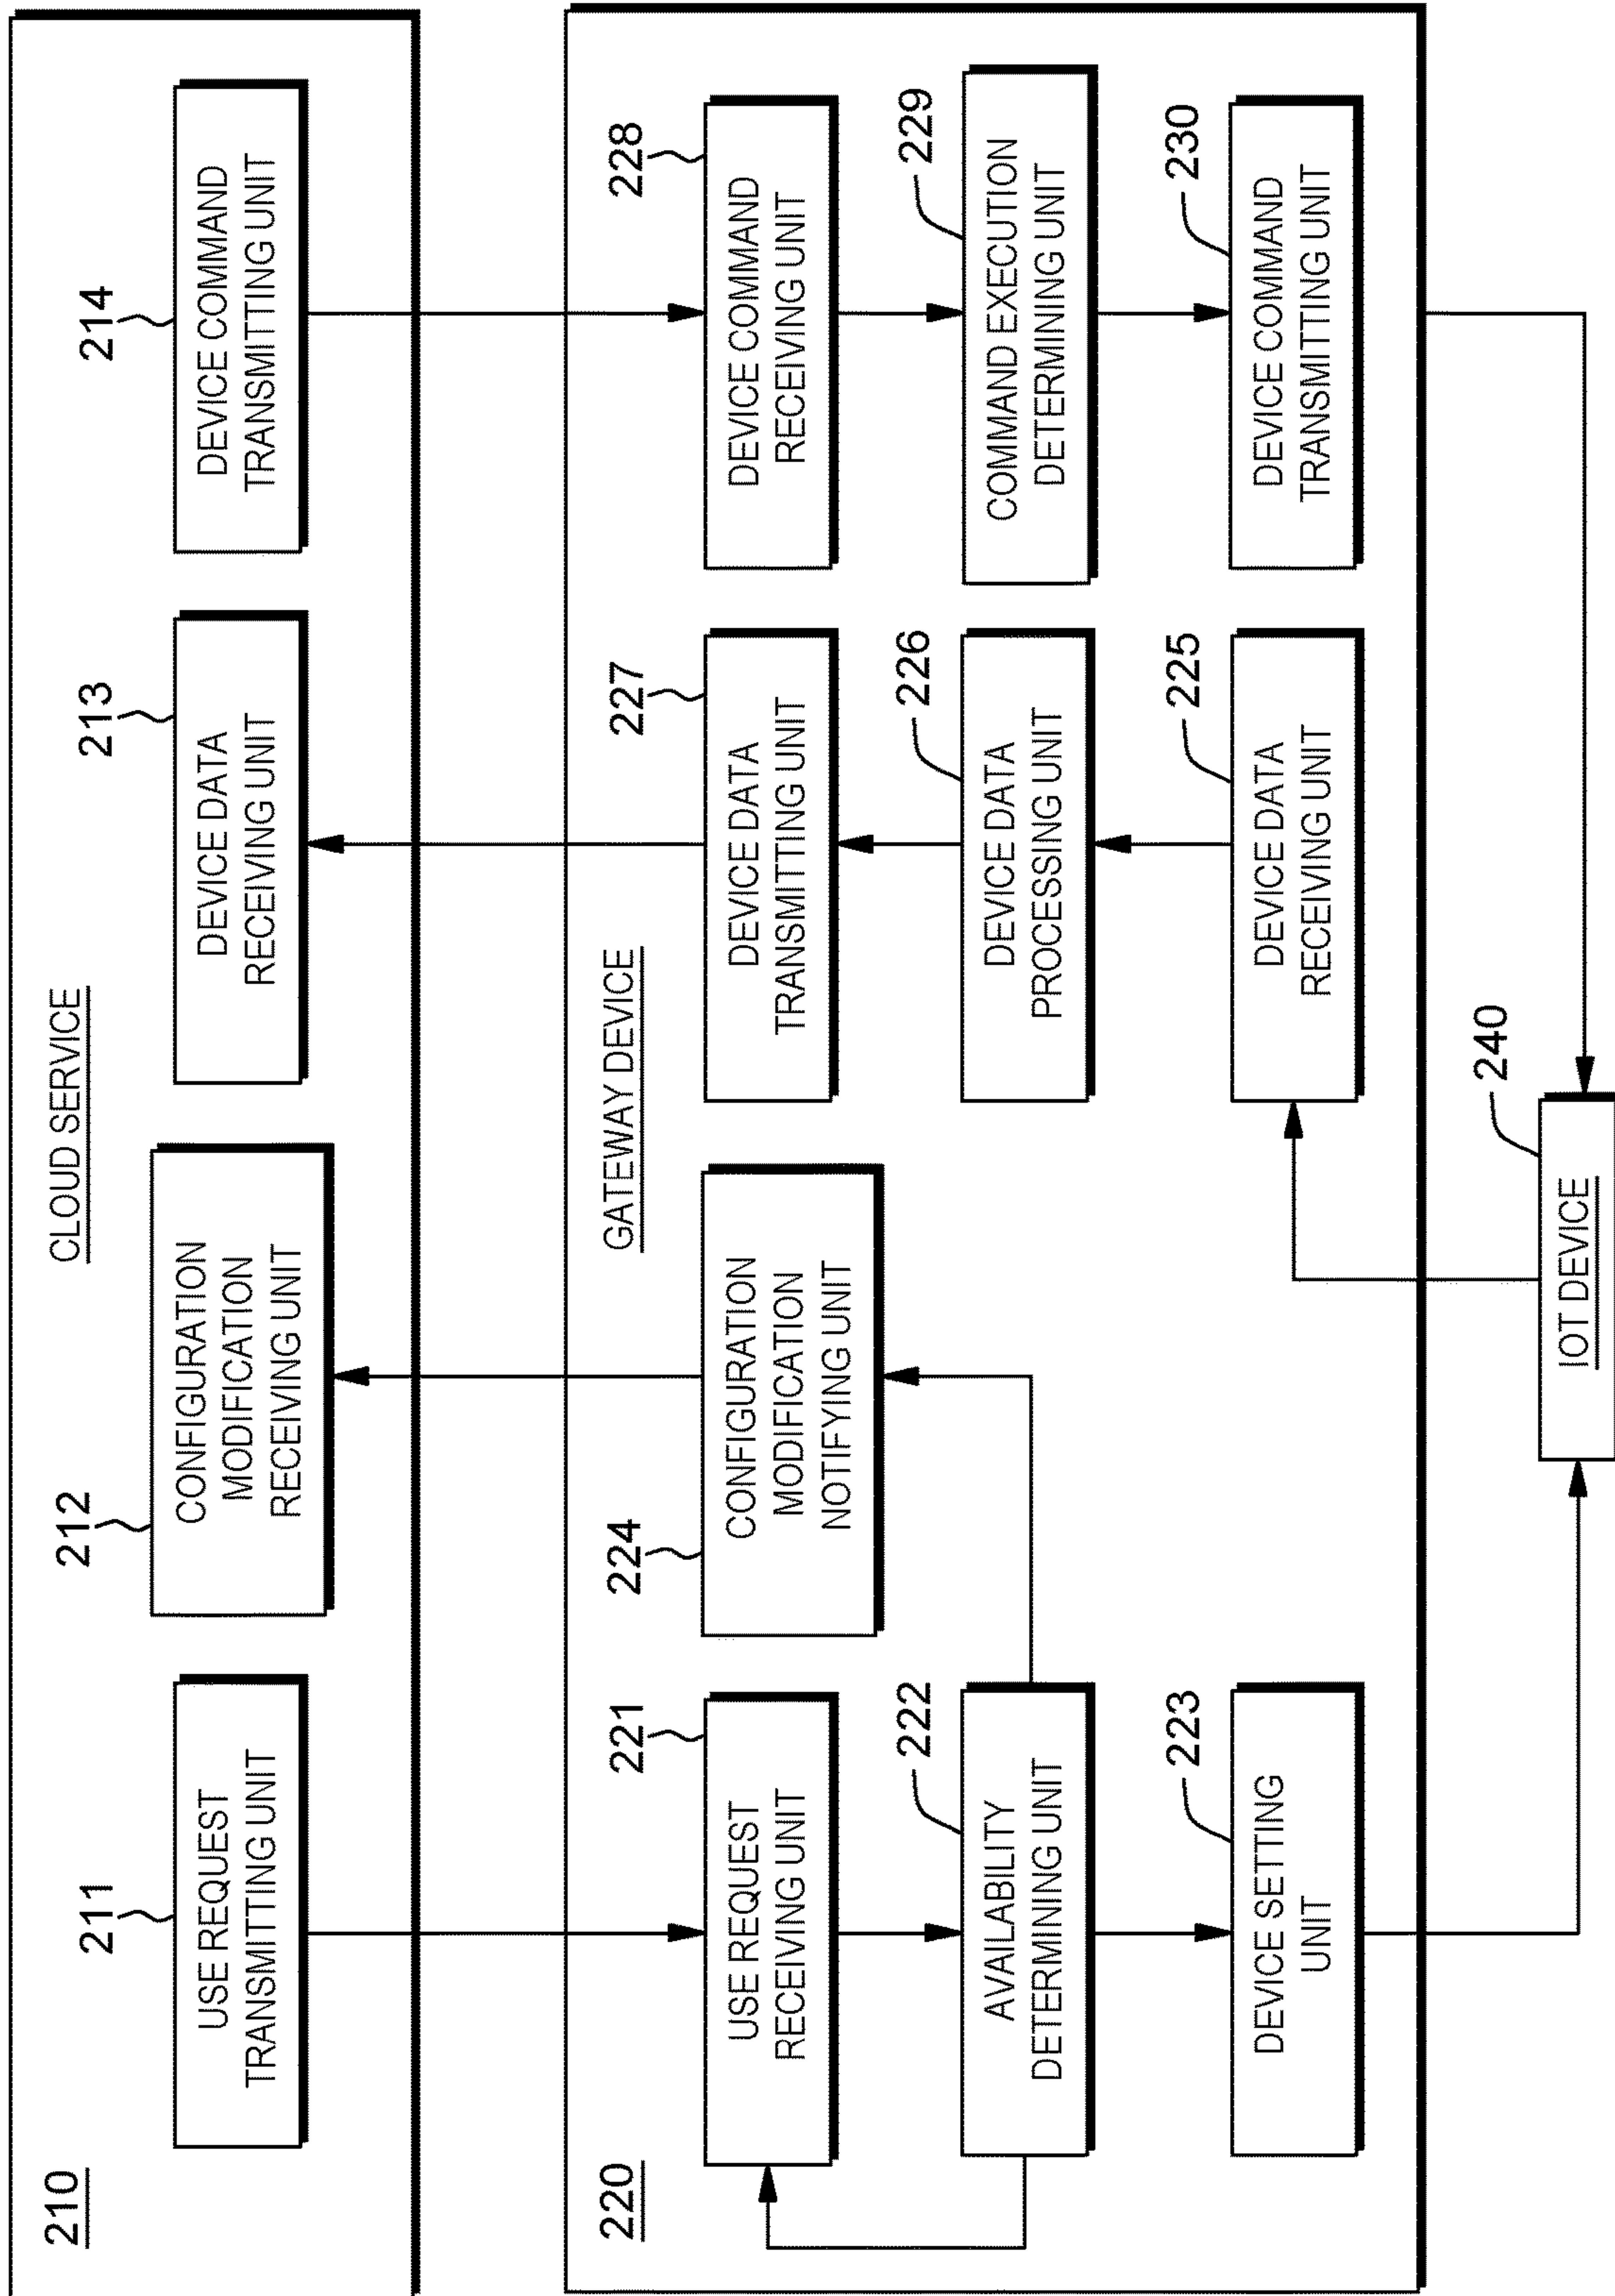 210
CLOUD SERVICE
211
USE REQUEST
TRANSMITTING UNIT
212
CONFIGURATION
MODIFICATION
RECEIVING UNIT
213
DEVICE DATA
RECEIVING UNIT
214
DEVICE COMMAND
TRANSMITTING UNIT
220
GATEWAY DEVICE
221
USE REQUEST
RECEIVING UNIT
224
CONFIGURATION
MODIFICATION
NOTIFYING UNIT
227
DEVICE DATA
TRANSMITTING UNIT
228
DEVICE COMMAND
RECEIVING UNIT
222
AVAILABILITY
DETERMINING UNIT
226
DEVICE DATA
PROCESSING UNIT
229
COMMAND EXECUTION
DETERMINING UNIT
223
DEVICE SETTING
UNIT
225
DEVICE DATA
RECEIVING UNIT
230
DEVICE COMMAND
TRANSMITTING UNIT
240
IOT DEVICE